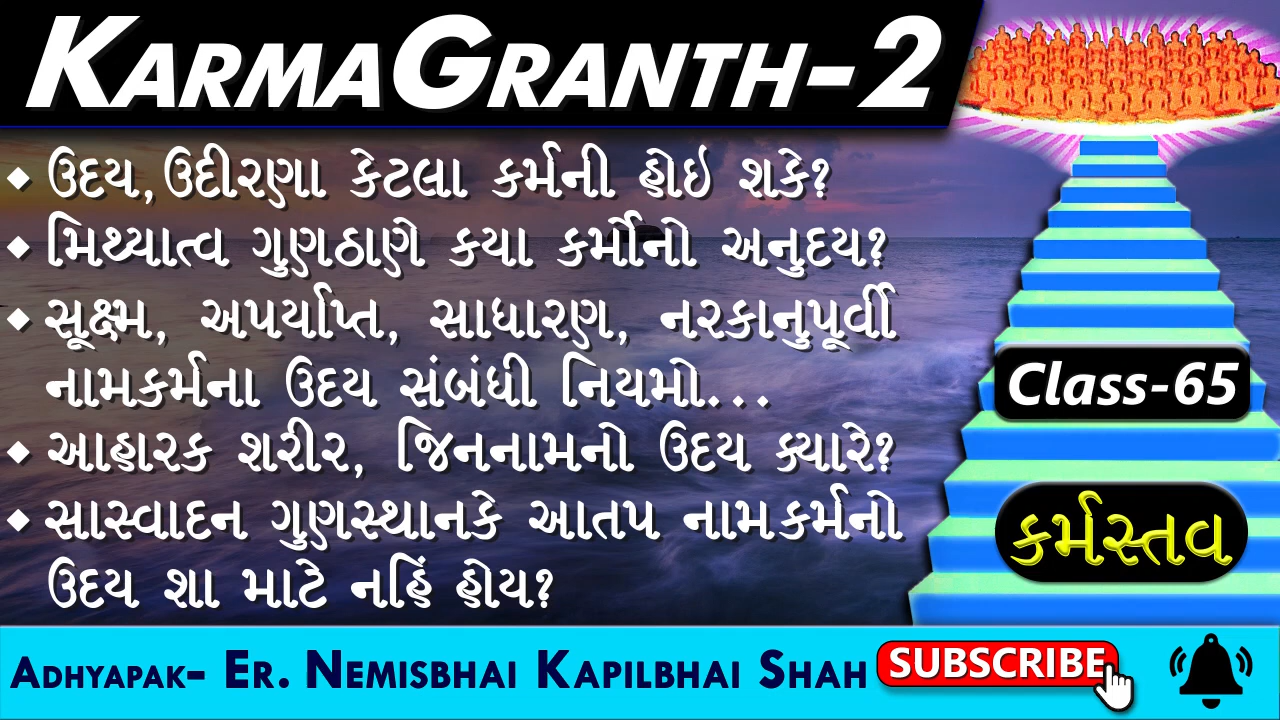 KARMAGRANTH-2
◆ ઉદય, ઉદીરણા કેટલા કર્મની હોઇ શકે?
◆ મિથ્યાત્વ ગુણઠાણે કયા કર્મોનો અનુદય?
◆ સૂક્ષ્મ, અપર્યાપ્ત, સાધારણ, નરકાનુપૂર્વી
નામકર્મના ઉદય સંબંધી નિયમો...
◆ આહારક શરીર, જિનનામનો ઉદય ક્યારે?
◆ સાસ્વાદન ગુણસ્થાનકે આતપ નામકર્મનો
ઉદય શા માટે નહિં હોય?
Class-65
કર્મસ્તવ
ADHYAPAK- ER. NEMISBHAI KAPILBHAI SHAH
SUBSCRIBE